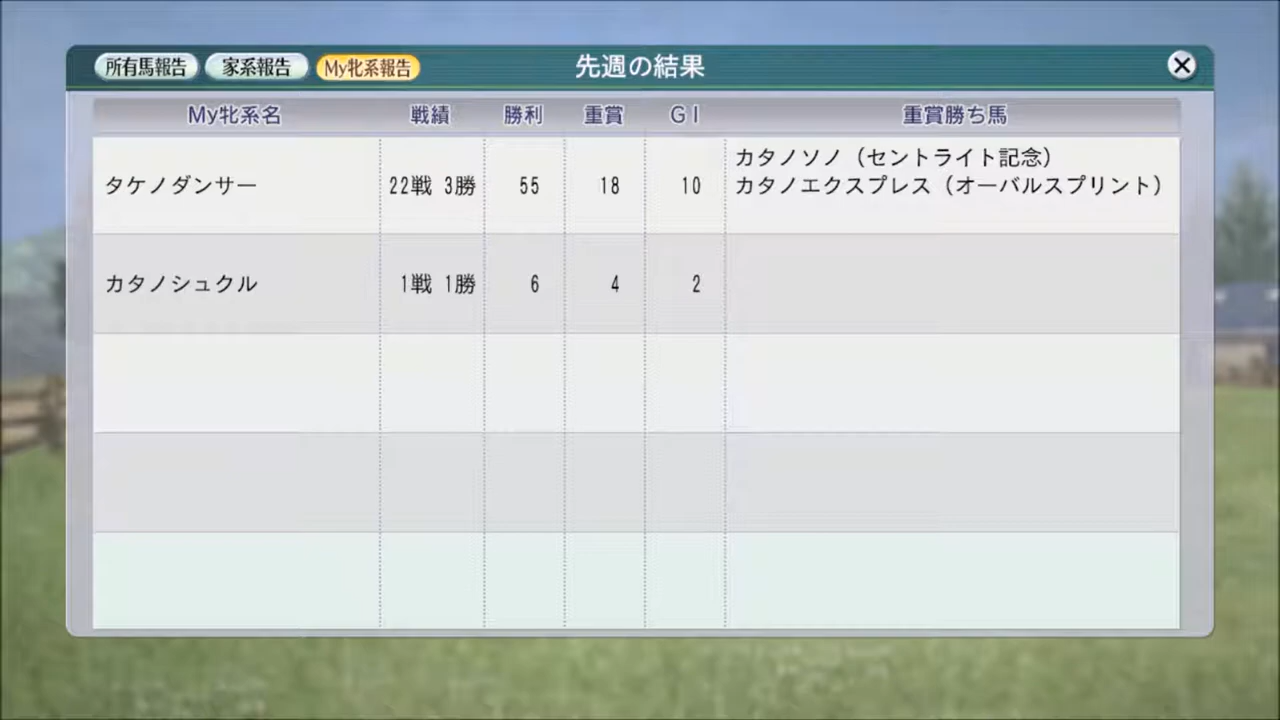 所有馬報告 家系報告 My牝系報告 先週の結果
My牝系名 戦績 勝利 重賞 GⅠ 重賞勝ち馬
タケノダンサー 22戦 3勝 55 18 10 カタノソノ（セントライト記念）
カタノエクスプレス（オーバルスプリント）
カタノシュクル 1戦 1勝 6 4 2